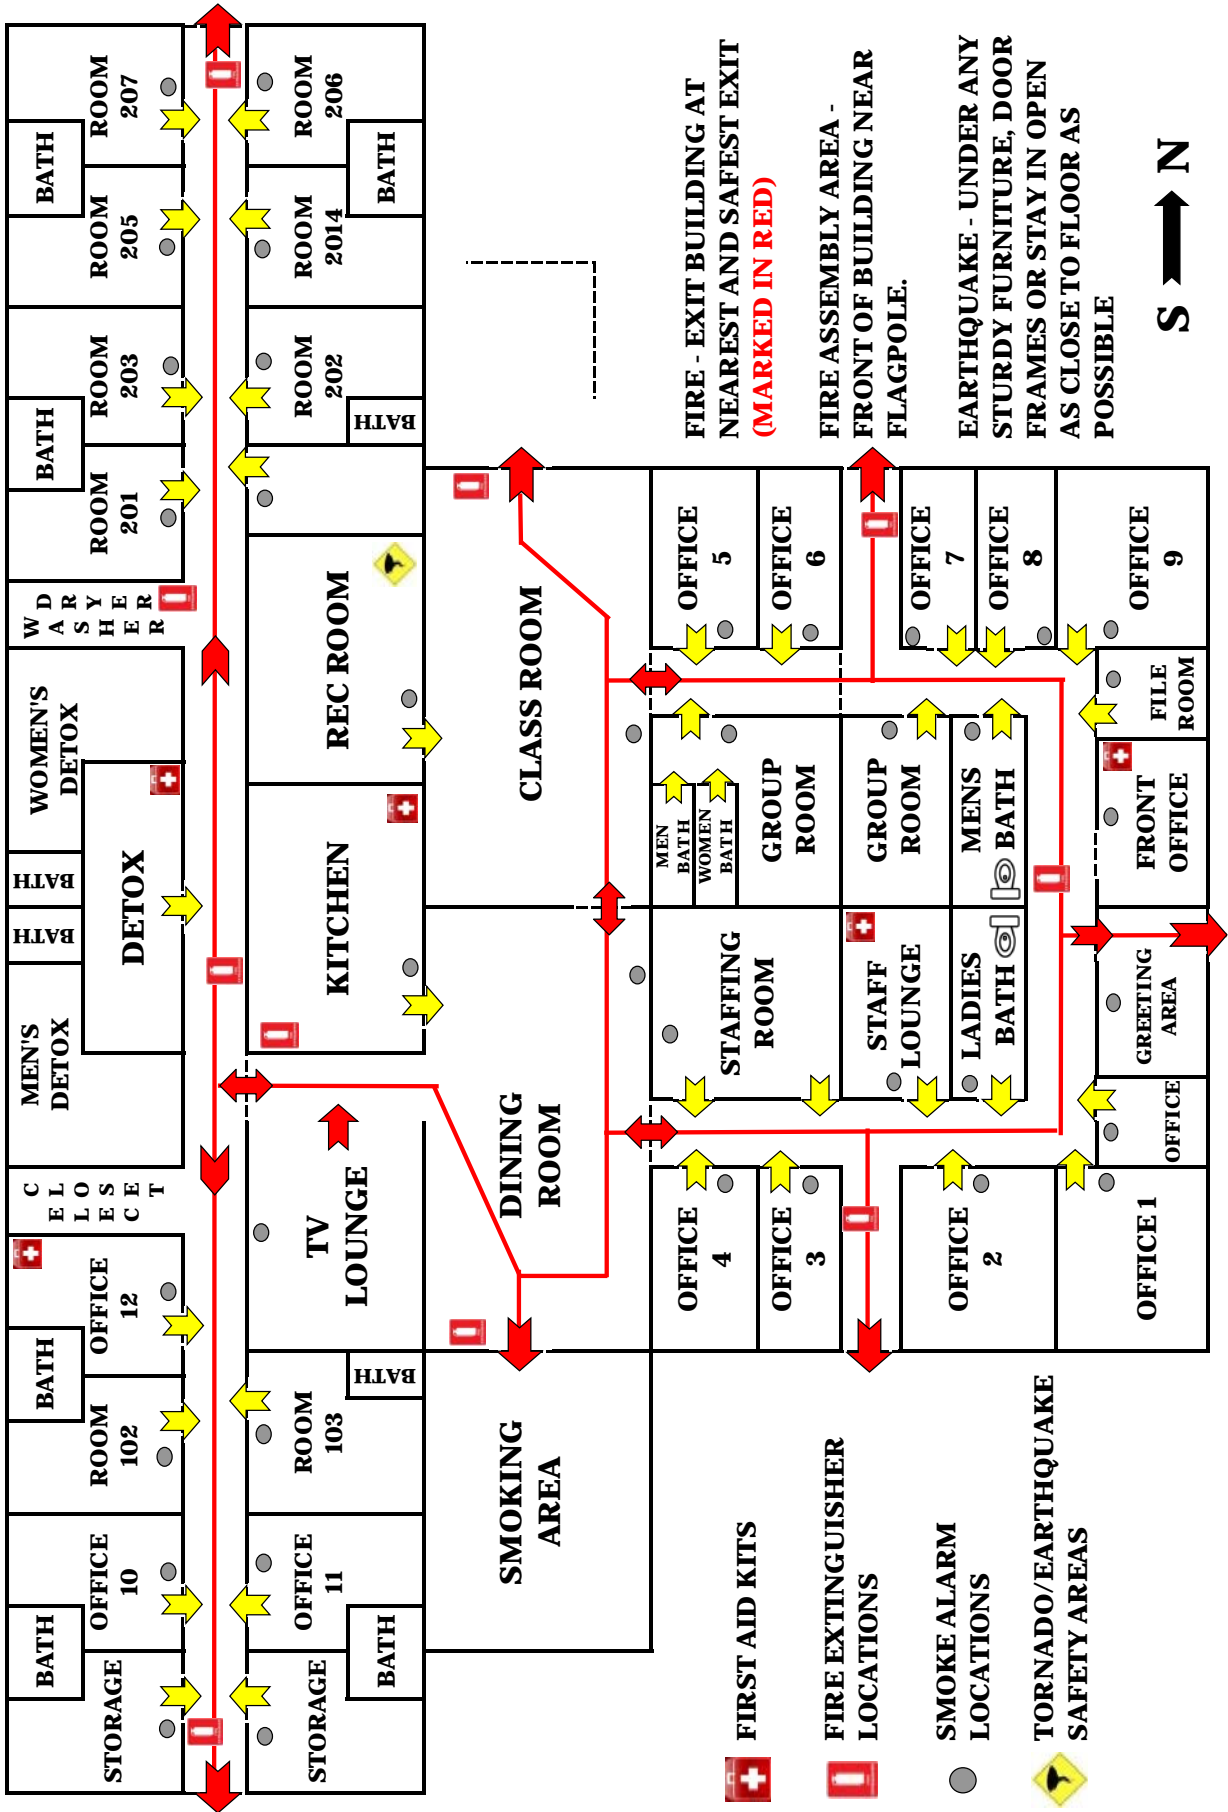 STORAGE
BATH
OFFICE
10
ROOM
102
BATH
OFFICE
12
ELEC
CLOSET
MEN'S
DETOX
BATH
DETOX
BATH
WOMEN'S
DETOX
WASHER
DRYER
ROOM
201
BATH
ROOM
203
ROOM
205
BATH
ROOM
207
STORAGE
BATH
OFFICE
11
ROOM
103
BATH
TV
LOUNGE
KITCHEN
REC ROOM
ROOM
202
BATH
ROOM
2014
BATH
ROOM
206
SMOKING
AREA
DINING
ROOM
CLASS ROOM
OFFICE
4
OFFICE
3
OFFICE
2
OFFICE 1
STAFFING
ROOM
STAFF
LOUNGE
LADIES
BATH
MEN
BATH
WOMEN
BATH
GROUP
ROOM
GROUP
ROOM
MENS
BATH
OFFICE
5
OFFICE
6
OFFICE
7
OFFICE
8
OFFICE
9
OFFICE
GREETING
AREA
FRONT
OFFICE
FILE
ROOM
FIRST AID KITS
FIRE EXTINGUISHER
LOCATIONS
SMOKE ALARM
LOCATIONS
TORNADO/EARTHQUAKE
SAFETY AREAS
FIRE - EXIT BUILDING AT
NEAREST AND SAFEST EXIT
(MARKED IN RED)
FIRE ASSEMBLY AREA -
FRONT OF BUILDING NEAR
FLAGPOLE.
EARTHQUAKE - UNDER ANY
STURDY FURNITURE, DOOR
FRAMES OR STAY IN OPEN
AS CLOSE TO FLOOR AS
POSSIBLE
S N